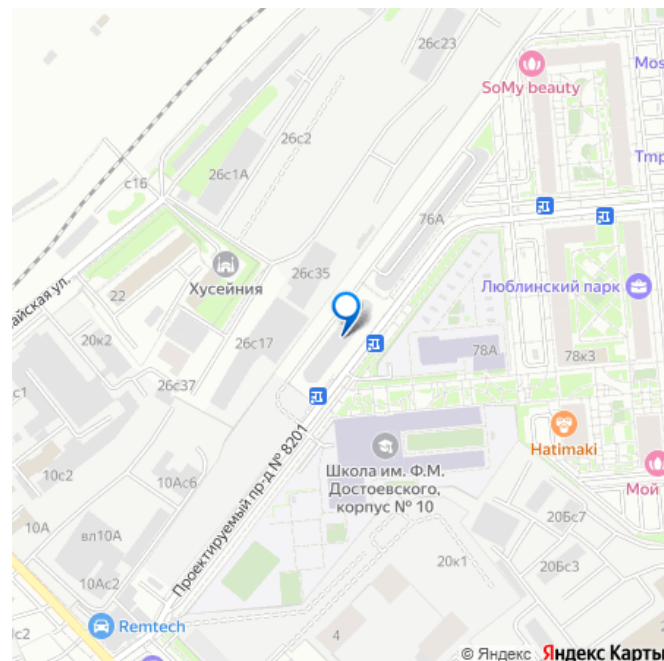 26с23
SoMy beauty
Mos
26с2
Tmp
26с1А
с16
76А
Хусейния
26с35
Люблинский парк
айская ул.
22
20к2
26с17
78А
78к3
26с37
с1
Hatimaki
Школа им. Ф.М.
Достоевского,
корпус № 10
Мой
10с2
10Ас6
Проектируемый пр-д № 8201
20Бс7
10А
вл10А
20к1
20Бс3
10Ас2
Remtech
4
с2
© Яндекс Яндекс Карты